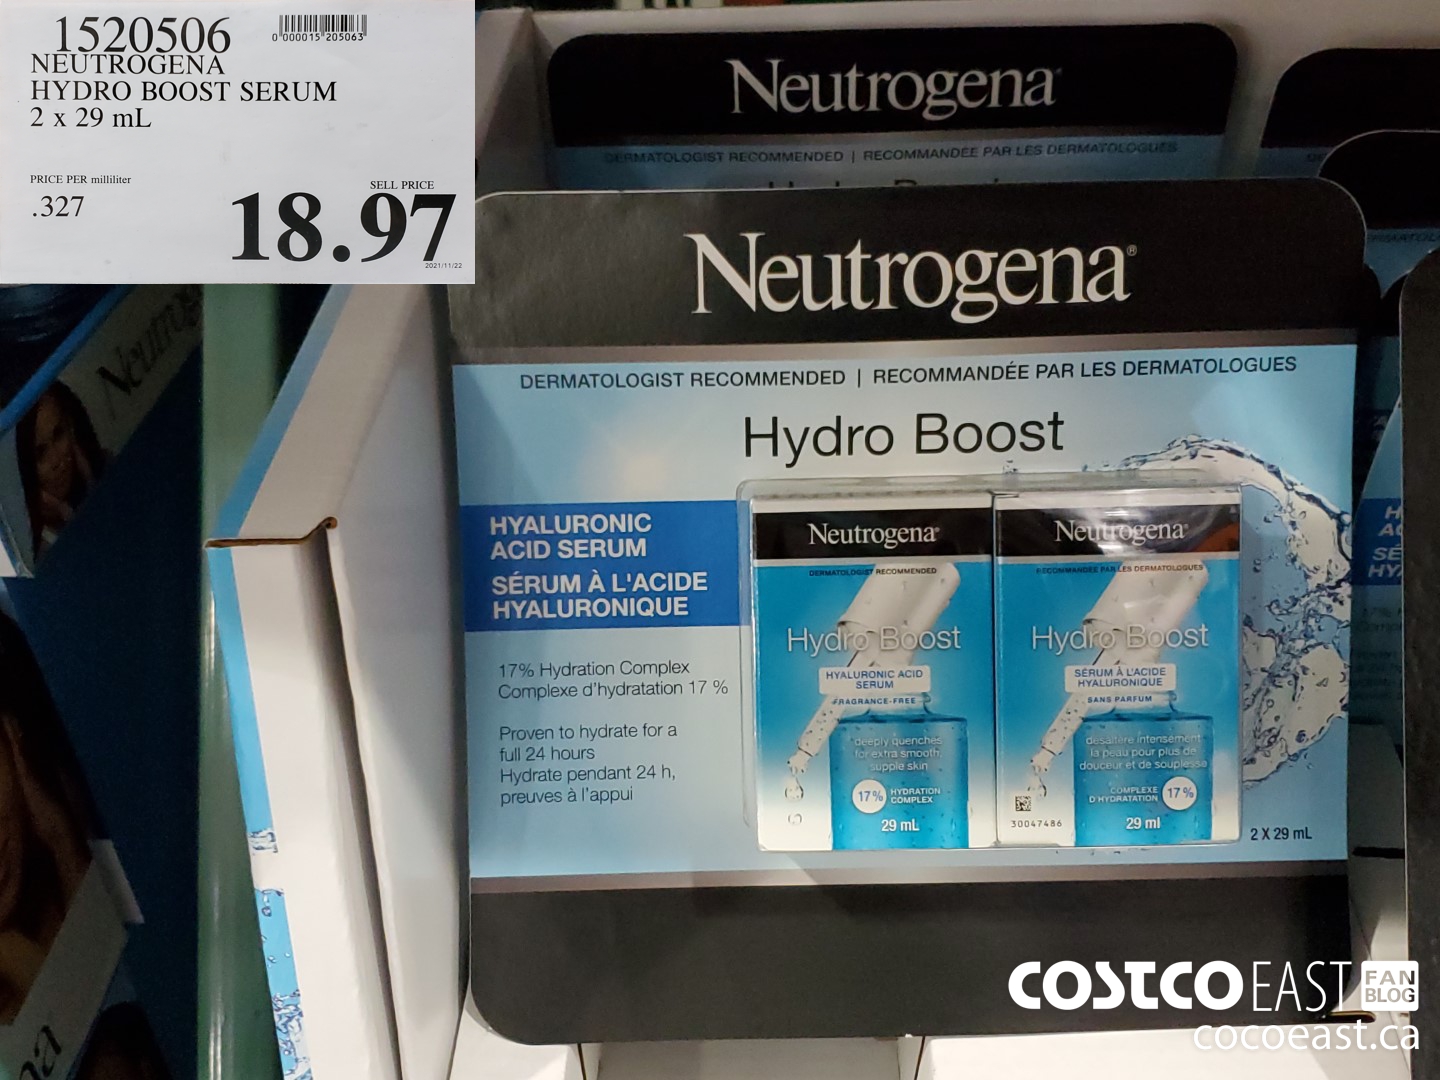 1520506
0 000015 205063
NEUTROGENA
HYDRO BOOST SERUM
2 x 29 mL
PRICE PER milliliter
.327
SELL PRICE
18.97
2021/11/22
Neutrogena
DERMATOLOGIST RECOMMENDED | RECOMMANDÉE PAR LES DERMATOLOGUES
Neutrogena®
DERMATOLOGIST RECOMMENDED | RECOMMANDÉE PAR LES DERMATOLOGUES
Hydro Boost
HYALURONIC
ACID SERUM
SÉRUM À L'ACIDE
HYALURONIQUE
17% Hydration Complex
Complexe d'hydratation 17 %
Proven to hydrate for a
full 24 hours
Hydrate pendant 24 h,
preuves à l'appui
Neutrogena®
DERMATOLOGIST RECOMMENDED
Hydro Boost
HYALURONIC ACID
SERUM
FRAGRANCE-FREE
deeply quenches
for extra smooth,
supple skin
17% HYDRATION
COMPLEX
29 mL
Neutrogena®
RECOMMANDÉE PAR LES DERMATOLOGUES
Hydro Boost
SÉRUM À L'ACIDE
HYALURONIQUE
SANS PARFUM
désaltère intensément
la peau pour plus de
douceur et de souplesse
COMPLEXE
D'HYDRATATION 17 %
30047486
29 ml
2 X 29 mL
COSTCO EAST FAN
BLOG
cocoeast.ca